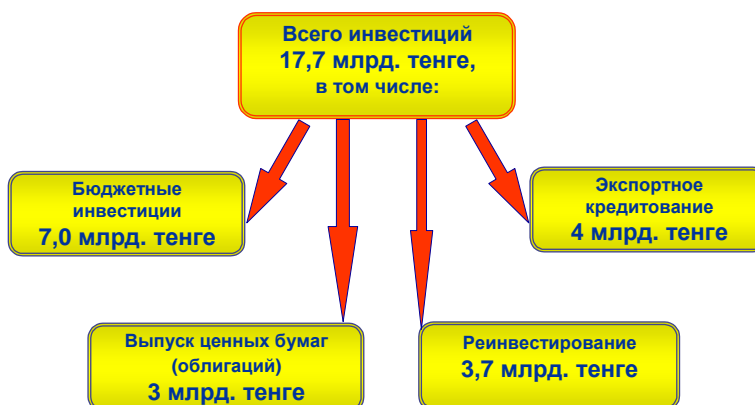 Всего инвестиций
17,7 млрд. тенге,
в том числе:
Бюджетные
инвестиции
7,0 млрд. тенге
Экспортное
кредитование
4 млрд. тенге
Выпуск ценных бумаг
(облигаций)
3 млрд. тенге
Реинвестирование
3,7 млрд. тенге